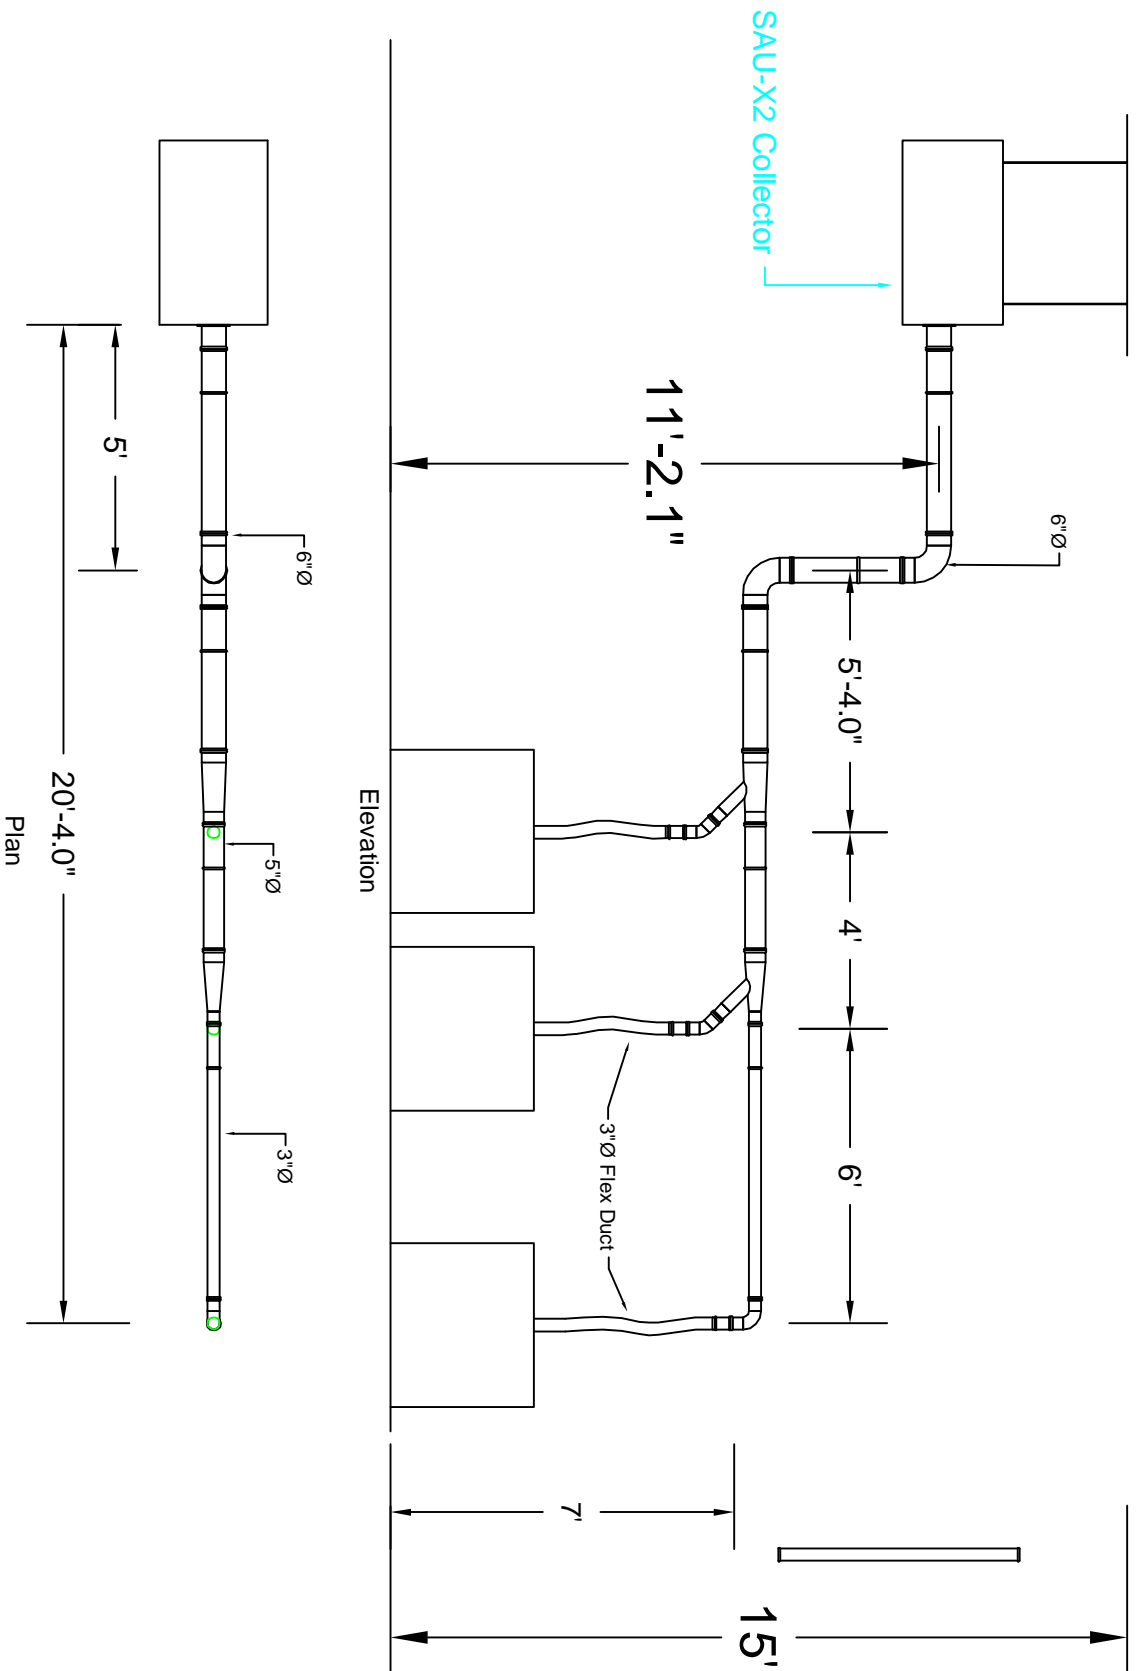 SAU-X2 Collector
6"Ø
11'-2.1"
5'-4.0"
4'
6'
3"Ø Flex Duct
7'
15'
Elevation
6"Ø
5'
5"Ø
3"Ø
20'-4.0"
Plan